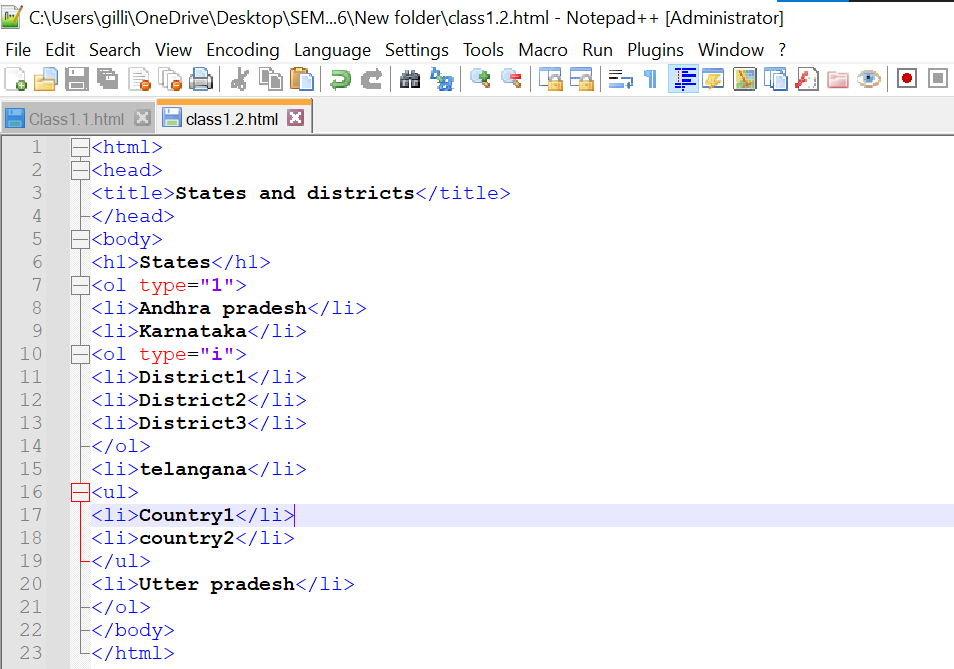 C:\Users\gilli\OneDrive\Desktop\SEM...6\New folder\class1.2.html - Notepad++ [Administrator]
File Edit Search View Encoding Language Settings Tools Macro Run Plugins Window ?
Class1.1.html class1.2.html
1 <html>
2 <head>
3 <title>States and districts</title>
4 </head>
5 <body>
6 <h1>States</h1>
7 <ol type="1">
8 <li>Andhra pradesh</li>
9 <li>Karnataka</li>
10 <ol type="i">
11 <li>District1</li>
12 <li>District2</li>
13 <li>District3</li>
14 </ol>
15 <li>telangana</li>
16 <ul>
17 <li>Country1</li>
18 <li>country2</li>
19 </ul>
20 <li>Utter pradesh</li>
21 </ol>
22 </body>
23 </html>